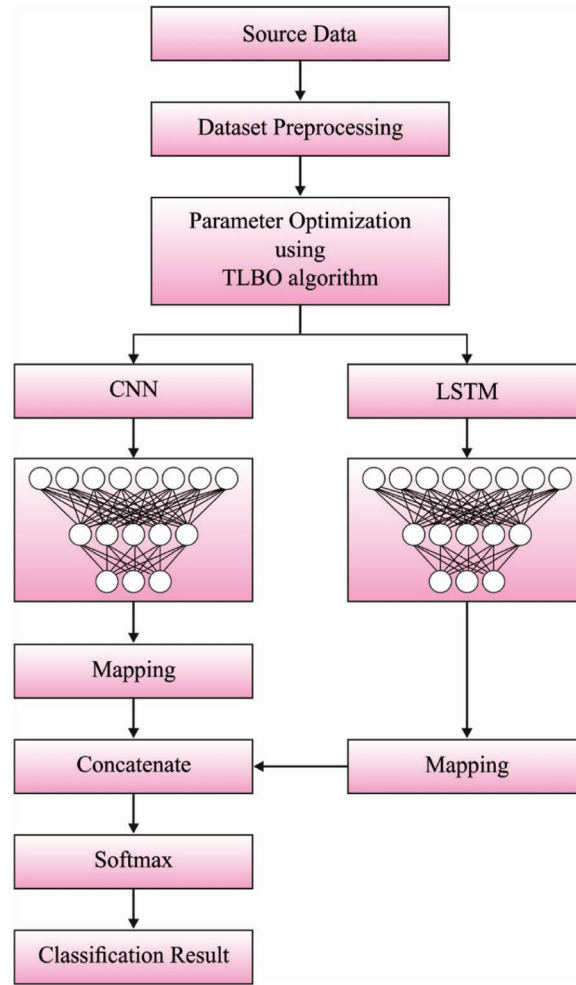 Source Data
Dataset Preprocessing
Parameter Optimization
using
TLBO algorithm
CNN
LSTM
Mapping
Concatenate
Mapping
Softmax
Classification Result